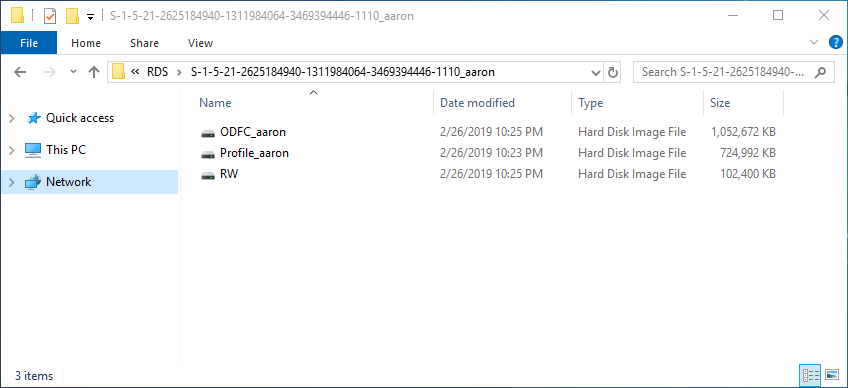 S-1-5-21-2625184940-1311984064-3469394446-1110_aaron
File Home Share View
« RDS > S-1-5-21-2625184940-1311984064-3469394446-1110_aaron Search S-1-5-21-2625184940-...
Quick access
This PC
Network
Name Date modified Type Size
ODFC_aaron 2/26/2019 10:25 PM Hard Disk Image File 1,052,672 KB
Profile_aaron 2/26/2019 10:23 PM Hard Disk Image File 724,992 KB
RW 2/26/2019 10:25 PM Hard Disk Image File 102,400 KB
3 items